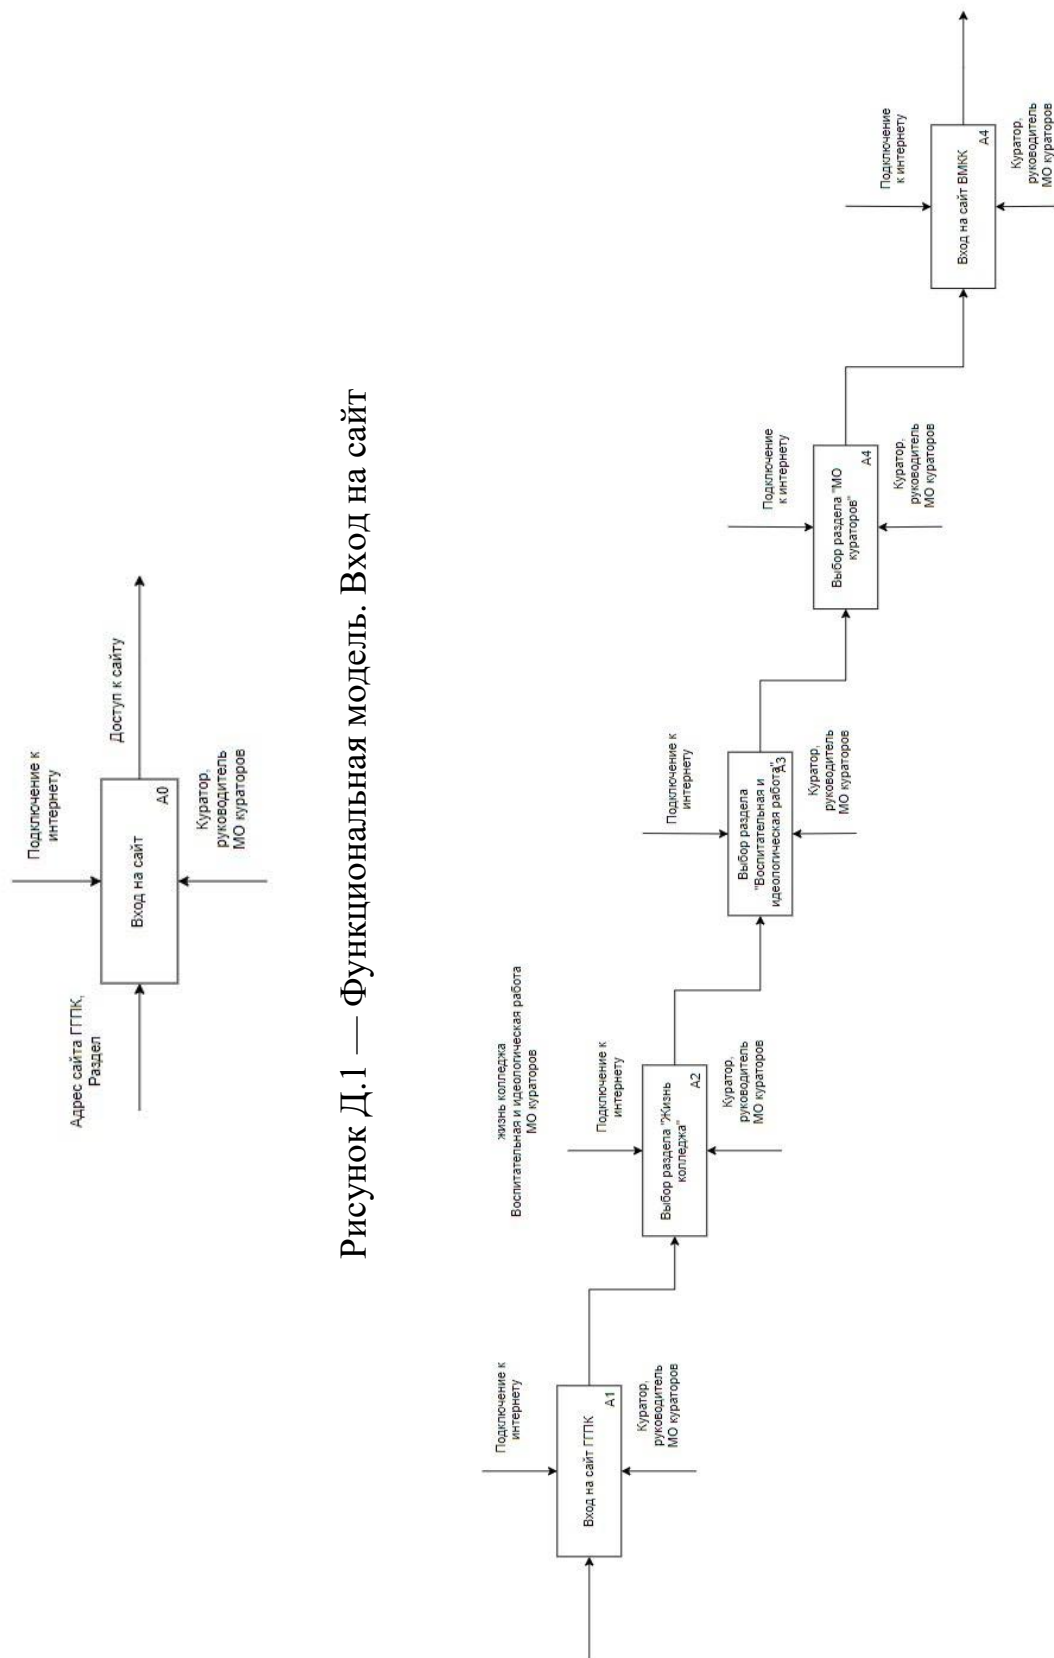 Адрес сайта ГГПК,
Раздел
Подключение к
интернету
Вход на сайт
A0
Доступ к сайту
Куратор,
руководитель
МО кураторов
Рисунок Д.1 — Функциональная модель. Вход на сайт
Подключение к
интернету
Вход на сайт ГГПК
A1
Куратор,
руководитель
МО кураторов
жизнь колледжа
Воспитательная и идеологическая работа
МО кураторов
Подключение к
интернету
Выбор раздела "Жизнь
колледжа"
A2
Куратор,
руководитель
МО кураторов
Подключение к
интернету
Выбор раздела
"Воспитательная и
идеологическая работа"
A3
Куратор,
руководитель
МО кураторов
Подключение
к интернету
Выбор раздела "МО
кураторов"
A4
Куратор,
руководитель
МО кураторов
Подключение
к интернету
Вход на сайт ВМКК
A4
Куратор,
руководитель
МО кураторов